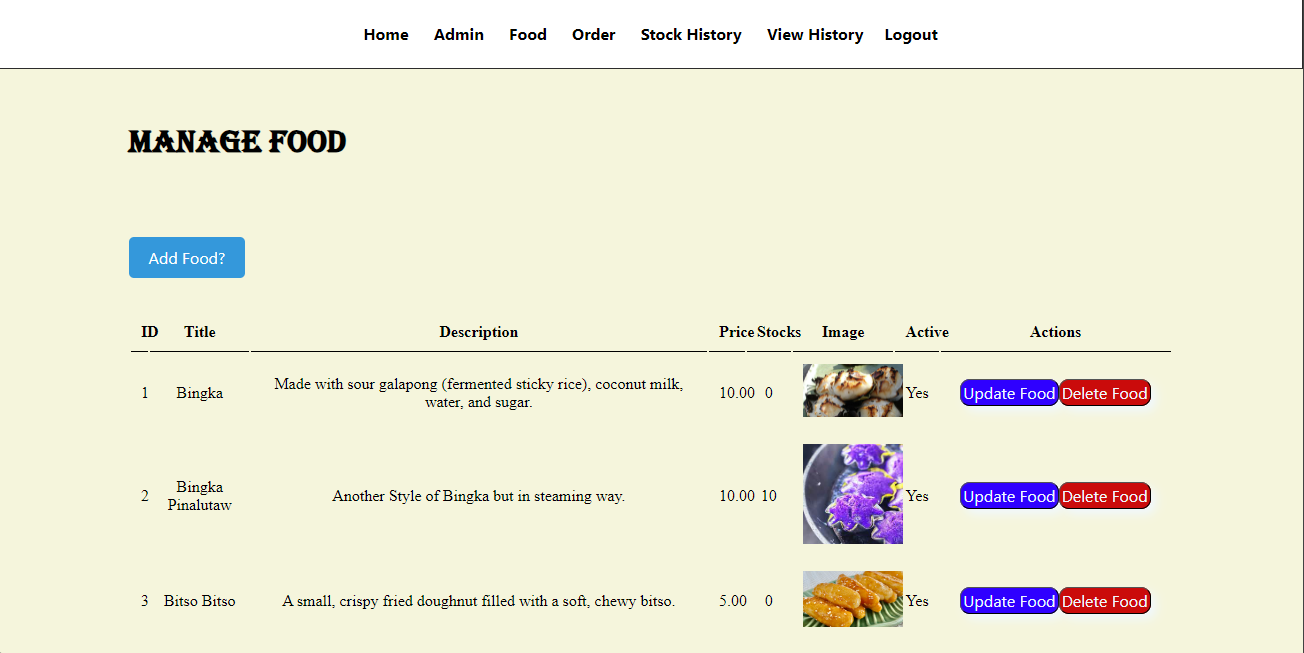 Home Admin Food Order Stock History View History Logout
MANAGE FOOD
Add Food?
ID Title Description Price Stocks Image Active Actions
1 Bingka Made with sour galapong (fermented sticky rice), coconut milk, water, and sugar. 10.00 0 Yes Update Food Delete Food
2 Bingka Pinalutaw Another Style of Bingka but in steaming way. 10.00 10 Yes Update Food Delete Food
3 Bitso Bitso A small, crispy fried doughnut filled with a soft, chewy bitso. 5.00 0 Yes Update Food Delete Food